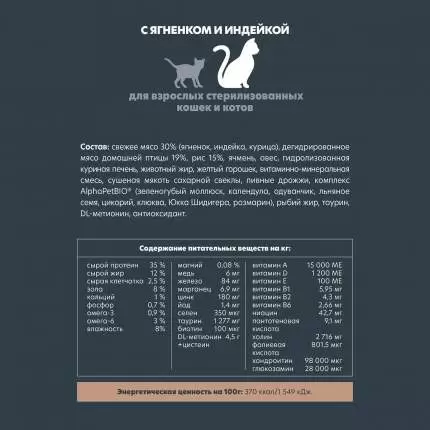 С ЯГНЕНКОМ И ИНДЕЙКОЙ
для взрослых стерилизованных
кошек и котов
Состав: свежее мясо 30% (ягненок, индейка, курица), дегидрированное
мясо домашней птицы 19%, рис 15%, ячмень, овес, гидролизованная
куриная печень, животный жир, желтый горошек, витаминно-минеральная
смесь, сушеная мякоть сахарной свеклы, пивные дрожжи, комплекс
AlphaPetBIO® (зеленогубый моллюск, календула, одуванчик, льняное
семя, цикорий, клюква, Юкка Шидигера, розмарин), рыбий жир, таурин,
DL-метионин, антиоксидант.
Содержание питательных веществ на кг:
сырой протеин 35 %
сырой жир 12 %
сырая клетчатка 2,5 %
зола 8 %
кальций 1 %
фосфор 0,7 %
омега-3 0,9 %
омега-6 3 %
влажность 8%
магний 0,08 %
медь 6 мг
железо 84 мг
марганец 6,9 мг
цинк 180 мг
йод 1,4 мг
селен 350 мкг
таурин 1 277 мг
биотин 100 мкг
DL-метионин 4,5 г
+цистеин
витамин А 15 000 МЕ
витамин D 1 200 МЕ
витамин Е 100 МЕ
витамин В1 5,95 мг
витамин В2 4,3 мг
витамин В6 2,66 мг
ниацин 42,7 мг
пантотеновая 9,1 мг
кислота
холин 2 716 мг
фолиевая 801,5 мкг
кислота
хондроитин 98 000 мкг
глюкозамин 28 000 мкг
Энергетическая ценность на 100г: 370 ккал/1 549 кДж.